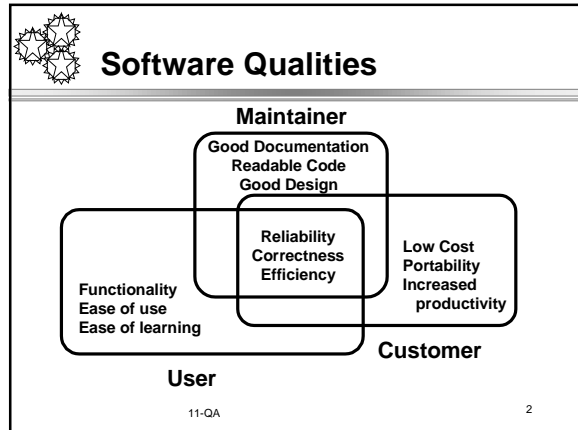 Software Qualities
Maintainer
Good Documentation
Readable Code
Good Design
Reliability
Correctness
Efficiency
Low Cost
Portability
Increased
productivity
Functionality
Ease of use
Ease of learning
Customer
User
11-QA
2